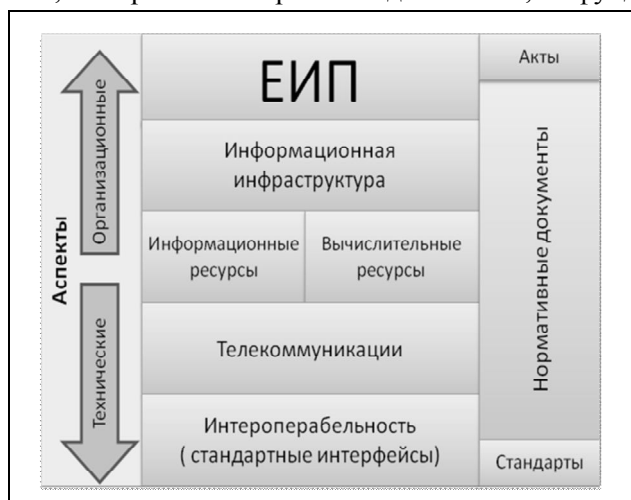 Аспекты
Организационные
Технические
ЕИП
Информационная
инфраструктура
Информационные
ресурсы
Вычислительные
ресурсы
Телекоммуникации
Интероперабельность
( стандартные интерфейсы)
Акты
Нормативные документы
Стандарты